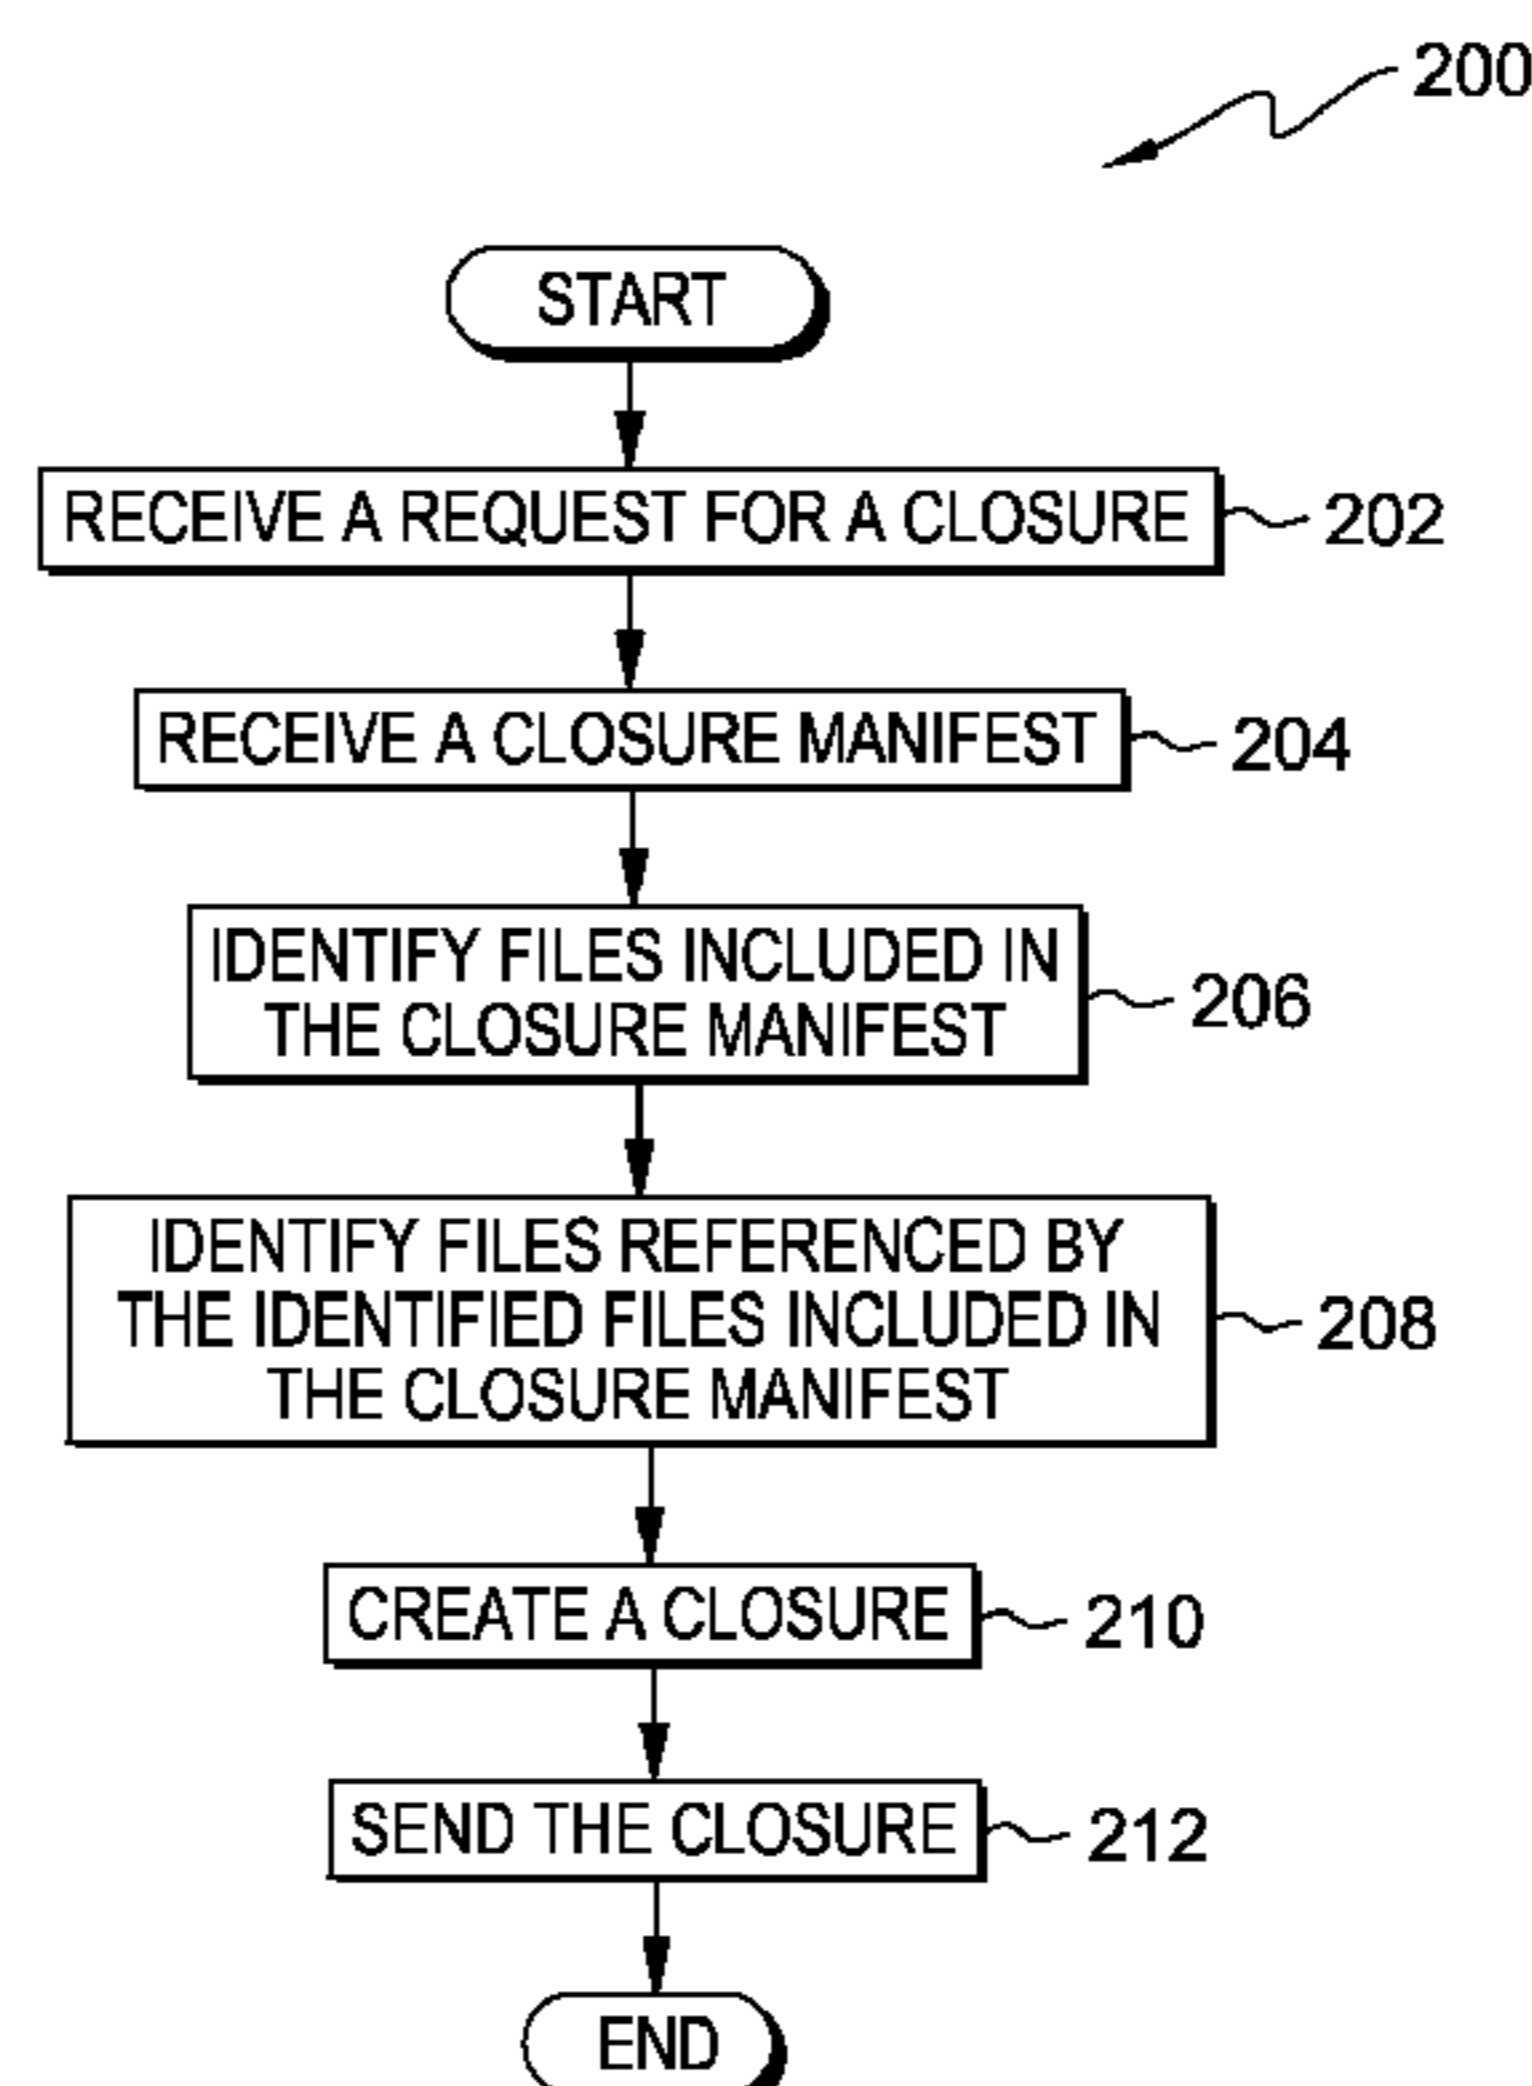 200
START
RECEIVE A REQUEST FOR A CLOSURE
202
RECEIVE A CLOSURE MANIFEST
204
IDENTIFY FILES INCLUDED IN
THE CLOSURE MANIFEST
206
IDENTIFY FILES REFERENCED BY
THE IDENTIFIED FILES INCLUDED IN
THE CLOSURE MANIFEST
208
CREATE A CLOSURE
210
SEND THE CLOSURE
212
END